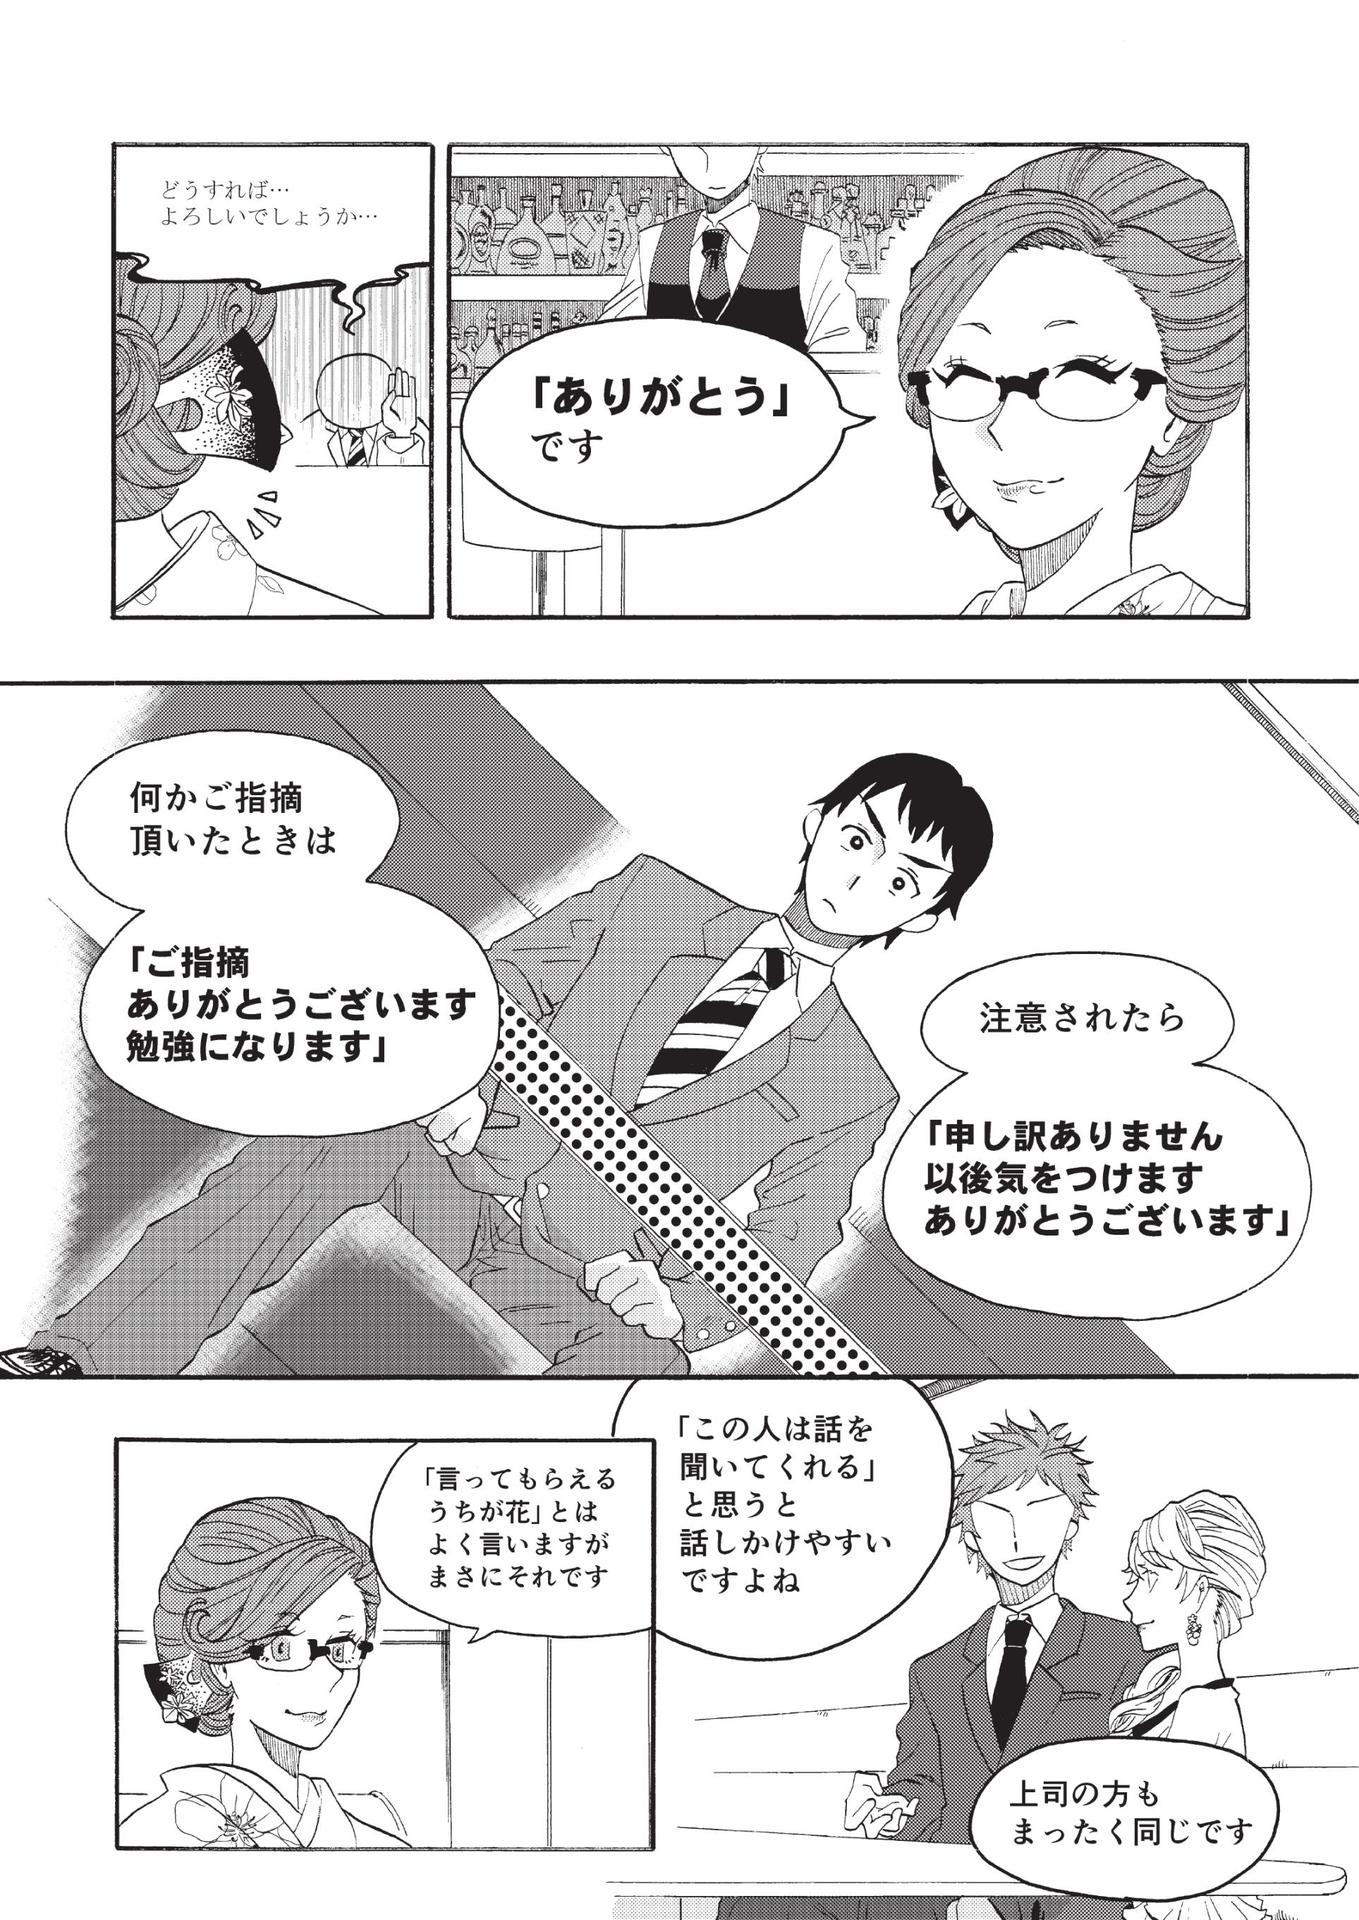 どうすれば…
よろしいでしょうか…
「ありがとう」
です
何かご指摘
頂いたときは
「ご指摘
ありがとうございます
勉強になります」
注意されたら
「申し訳ありません
以後気をつけます
ありがとうございます」
「言ってもらえる
うちが花」とは
よく言いますが
まさにそれです
「この人は話を
聞いてくれる」
と思うと
話しかけやすい
ですよね
上司の方も
まったく同じです